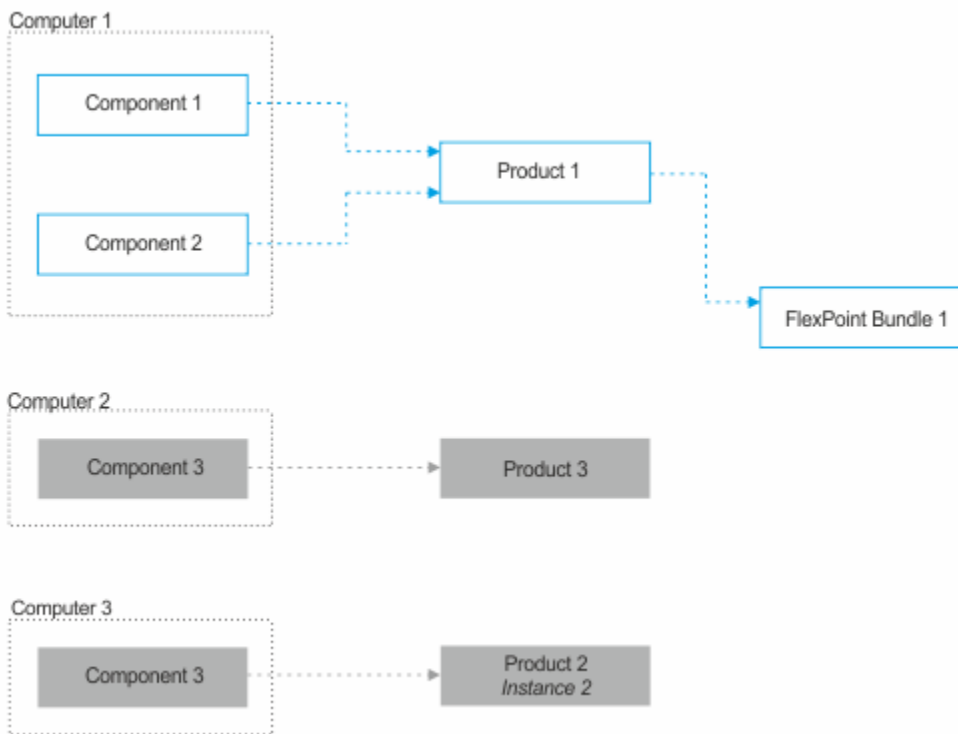 Computer 1
Component 1
Product 1
Component 2
FlexPoint Bundle 1
Computer 2
Component 3
Product 3
Computer 3
Component 3
Product 2
Instance 2